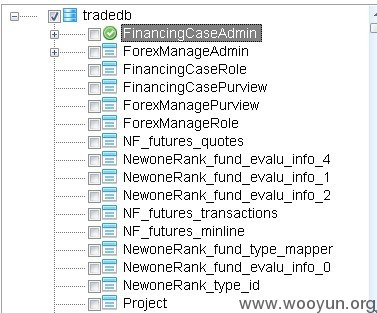 tradedb
FinancingCaseAdmin
ForexManageAdmin
FinancingCaseRole
FinancingCasePurview
ForexManagePurview
ForexManageRole
NF_futures_quotes
NewoneRank_fund_evalu_info_4
NewoneRank_fund_evalu_info_1
NewoneRank_fund_evalu_info_2
NF_futures_transactions
NF_futures_minline
NewoneRank_fund_type_mapper
NewoneRank_fund_evalu_info_0
NewoneRank_type_id
Project
www.wooyun.org